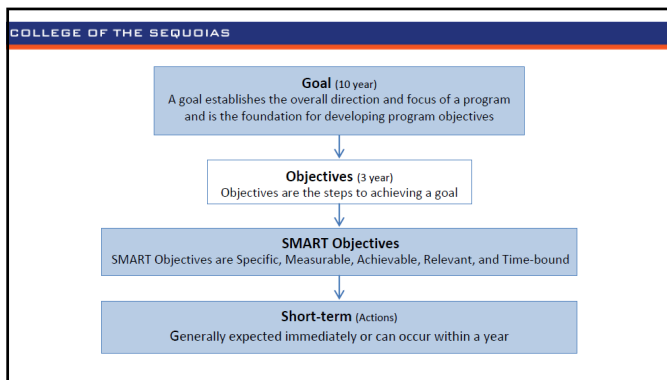 COLLEGE OF THE SEQUOIAS
Goal (10 year)
A goal establishes the overall direction and focus of a program
and is the foundation for developing program objectives
Objectives (3 year)
Objectives are the steps to achieving a goal
SMART Objectives
SMART Objectives are Specific, Measurable, Achievable, Relevant, and Time-bound
Short-term (Actions)
Generally expected immediately or can occur within a year